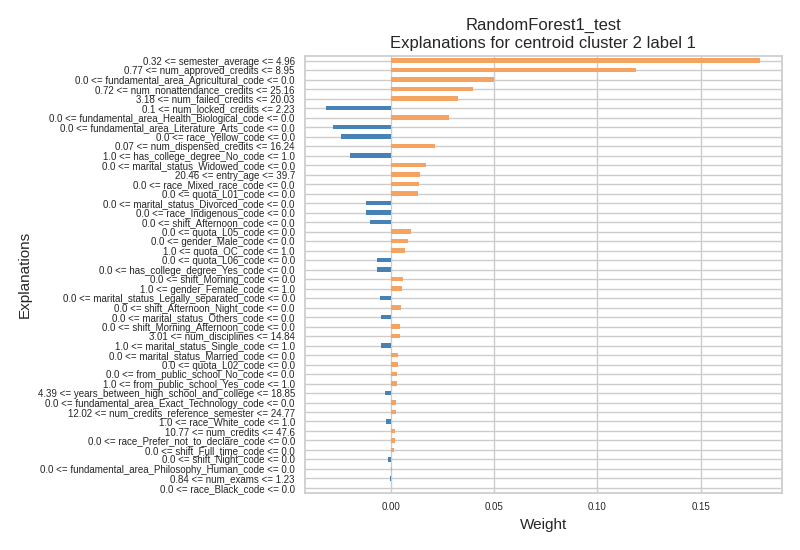 RandomForest1_test
Explanations for centroid cluster 2 label 1
0.32 <= semester_average <= 4.96
0.77 <= num_approved_credits <= 8.95
0.0 <= fundamental_area_Agricultural_code <= 0.0
0.72 <= num_nonattendance_credits <= 25.16
3.18 <= num_failed_credits <= 20.03
0.1 <= num_locked_credits <= 2.23
0.0 <= fundamental_area_Health_Biological_code <= 0.0
0.0 <= fundamental_area_Literature_Arts_code <= 0.0
0.0 <= race_Yellow_code <= 0.0
0.07 <= num_dispensed_credits <= 16.24
1.0 <= has_college_degree_No_code <= 1.0
0.0 <= marital_status_Widowed_code <= 0.0
20.46 <= entry_age <= 39.7
0.0 <= race_Mixed_race_code <= 0.0
0.0 <= quota_L01_code <= 0.0
0.0 <= marital_status_Divorced_code <= 0.0
0.0 <= race_Indigenous_code <= 0.0
0.0 <= shift_Afternoon_code <= 0.0
0.0 <= quota_L05_code <= 0.0
0.0 <= gender_Male_code <= 0.0
1.0 <= quota_OC_code <= 1.0
0.0 <= quota_L06_code <= 0.0
0.0 <= has_college_degree_Yes_code <= 0.0
0.0 <= shift_Morning_code <= 0.0
1.0 <= gender_Female_code <= 1.0
0.0 <= marital_status_Legally_separated_code <= 0.0
0.0 <= shift_Afternoon_Night_code <= 0.0
0.0 <= marital_status_Others_code <= 0.0
0.0 <= shift_Morning_Afternoon_code <= 0.0
3.01 <= num_disciplines <= 14.84
1.0 <= marital_status_Single_code <= 1.0
0.0 <= marital_status_Married_code <= 0.0
0.0 <= quota_L02_code <= 0.0
0.0 <= from_public_school_No_code <= 0.0
1.0 <= from_public_school_Yes_code <= 1.0
4.39 <= years_between_high_school_and_college <= 18.85
0.0 <= fundamental_area_Exact_Technology_code <= 0.0
12.02 <= num_credits_reference_semester <= 24.77
1.0 <= race_White_code <= 1.0
10.77 <= num_credits <= 47.6
0.0 <= race_Prefer_not_to_declare_code <= 0.0
0.0 <= shift_Full_time_code <= 0.0
0.0 <= shift_Night_code <= 0.0
0.0 <= fundamental_area_Philosophy_Human_code <= 0.0
0.84 <= num_exams <= 1.23
0.0 <= race_Black_code <= 0.0
Explanations
0.00 0.05 0.10 0.15
Weight